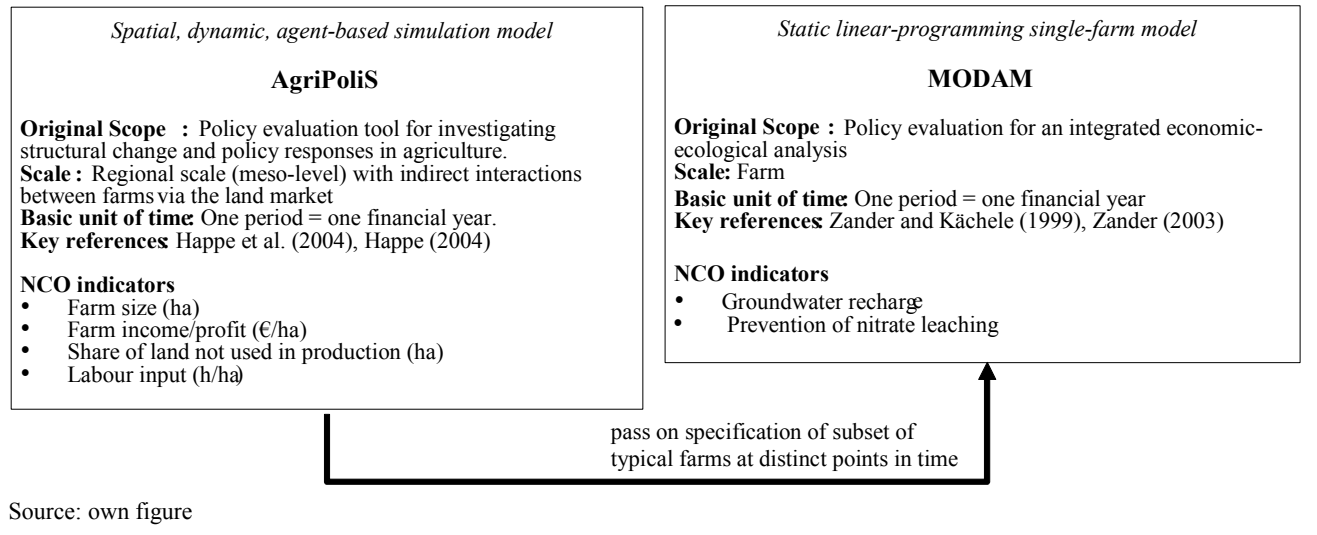 Spatial, dynamic, agent-based simulation model
AgriPoliS
Original Scope : Policy evaluation tool for investigating
structural change and policy responses in agriculture.
Scale : Regional scale (meso-level) with indirect interactions
between farms via the land market
Basic unit of time: One period = one financial year.
Key references: Happe et al. (2004), Happe (2004)
NCO indicators
• Farm size (ha)
• Farm income/profit (€/ha)
• Share of land not used in production (ha)
• Labour input (h/ha)
Static linear-programming single-farm model
MODAM
Original Scope : Policy evaluation for an integrated economic-
ecological analysis
Scale: Farm
Basic unit of time: One period = one financial year
Key references: Zander and Kächele (1999), Zander (2003)
NCO indicators
• Groundwater recharge
• Prevention of nitrate leaching
pass on specification of subset of
typical farms at distinct points in time
Source: own figure